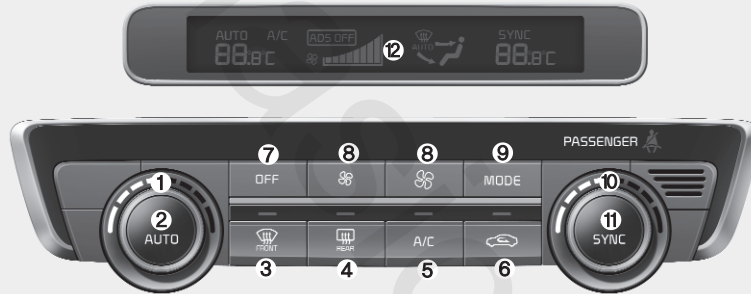 AUTO A/C ADS OFF AUTO SYNC
88.8°C ⑫ 88.8°C
PASSENGER
⑦ ⑧ ⑧ ⑨
OFF MODE
① ⑩
② ⑪
AUTO SYNC
FRONT REAR A/C
③ ④ ⑤ ⑥